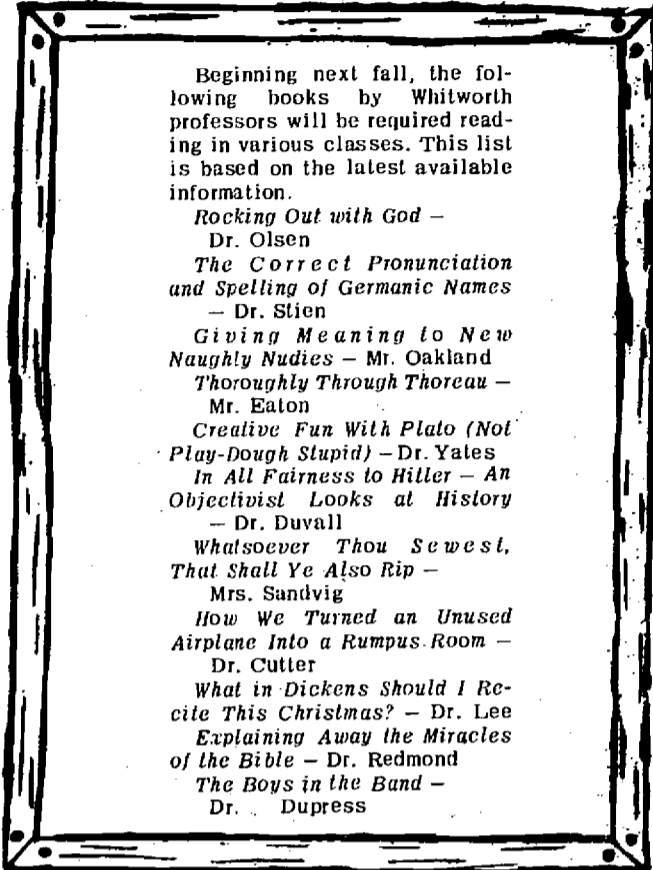 Beginning next fall, the fol-
lowing books by Whitworth
professors will be required read-
ing in various classes. This list
is based on the latest available
information.
Rocking Out with God —
Dr. Olsen
The Correct Pronunciation
and Spelling of Germanic Names
— Dr. Stien
Giving Meaning to New
Naughty Nudies — Mr. Oakland
Thoroughly Through Thoreau —
Mr. Eaton
Creative Fun With Plato (Not
Play-Dough Stupid) — Dr. Yates
In All Fairness to Hitler — An
Objectivist Looks at History
— Dr. Duvall
Whatsoever Thou Sewest,
That Shall Ye Also Rip —
Mrs. Sandvig
How We Turned an Unused
Airplane Into a Rumpus Room —
Dr. Cutter
What in Dickens Should I Re-
cite This Christmas? — Dr. Lee
Explaining Away the Miracles
of the Bible — Dr. Redmond
The Boys in the Band —
Dr. Dupress